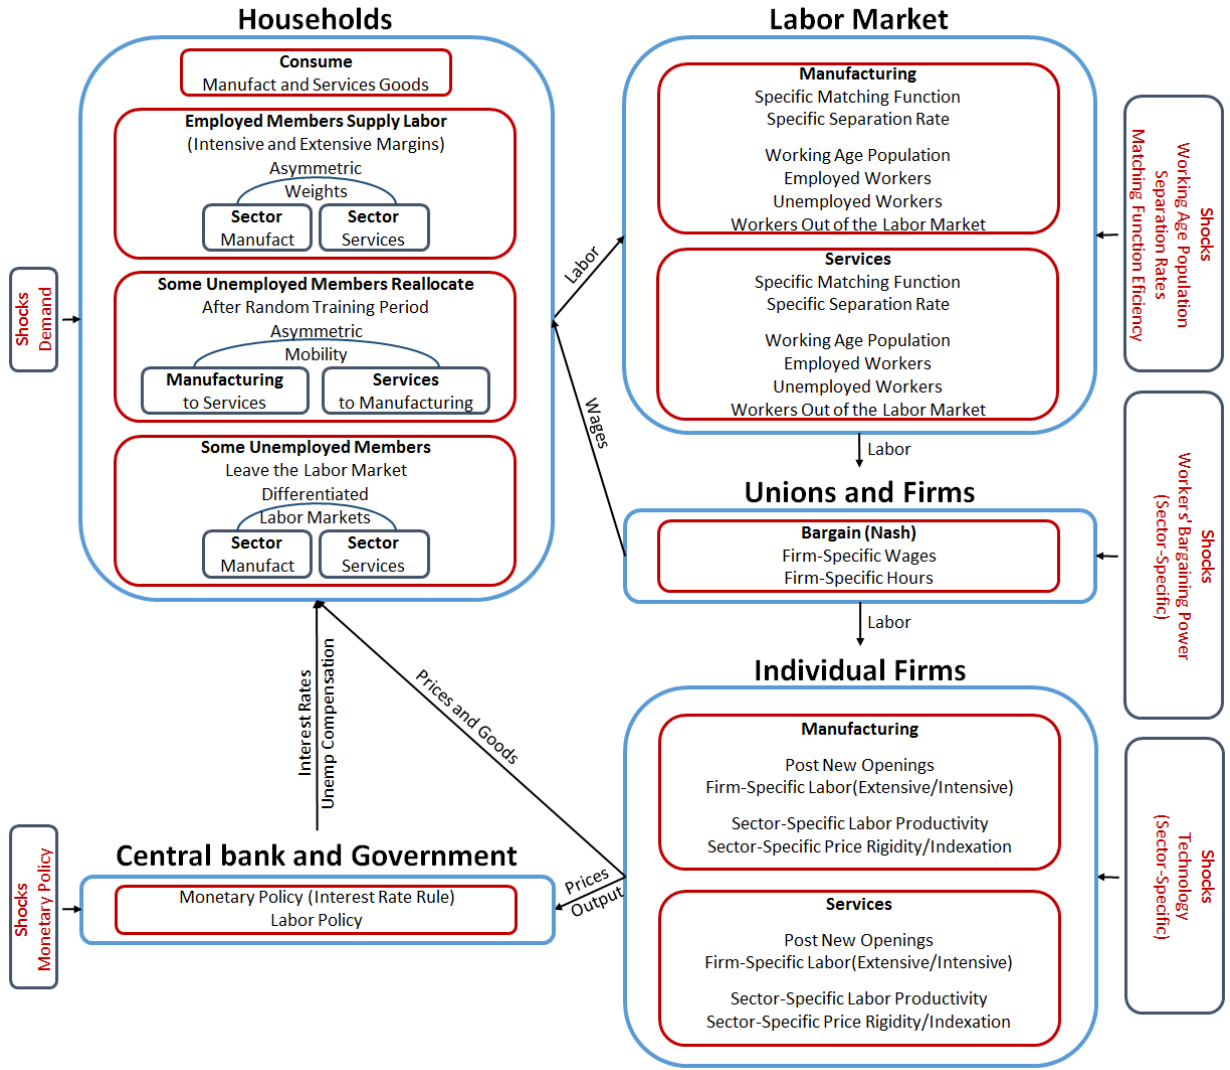 Households
Consume
Manufact and Services Goods
Employed Members Supply Labor
(Intensive and Extensive Margins)
Asymmetric
Weights
Sector
Manufact
Sector
Services
Some Unemployed Members Reallocate
After Random Training Period
Asymmetric
Mobility
Manufacturing
to Services
Services
to Manufacturing
Some Unemployed Members
Leave the Labor Market
Differentiated
Labor Markets
Sector
Manufact
Sector
Services
Shocks
Demand
Labor
Wages
Labor Market
Manufacturing
Specific Matching Function
Specific Separation Rate
Working Age Population
Employed Workers
Unemployed Workers
Workers Out of the Labor Market
Services
Specific Matching Function
Specific Separation Rate
Working Age Population
Employed Workers
Unemployed Workers
Workers Out of the Labor Market
Shocks
Working Age Population
Separation Rates
Matching Function Eficiency
Labor
Unions and Firms
Bargain (Nash)
Firm-Specific Wages
Firm-Specific Hours
Shocks
Workers' Bargaining Power
(Sector-Specific)
Labor
Individual Firms
Manufacturing
Post New Openings
Firm-Specific Labor(Extensive/Intensive)
Sector-Specific Labor Productivity
Sector-Specific Price Rigidity/Indexation
Services
Post New Openings
Firm-Specific Labor(Extensive/Intensive)
Sector-Specific Labor Productivity
Sector-Specific Price Rigidity/Indexation
Shocks
Technology
(Sector-Specific)
Interest Rates
Unemp Compensation
Prices and Goods
Prices
Output
Central bank and Government
Monetary Policy (Interest Rate Rule)
Labor Policy
Shocks
Monetary Policy